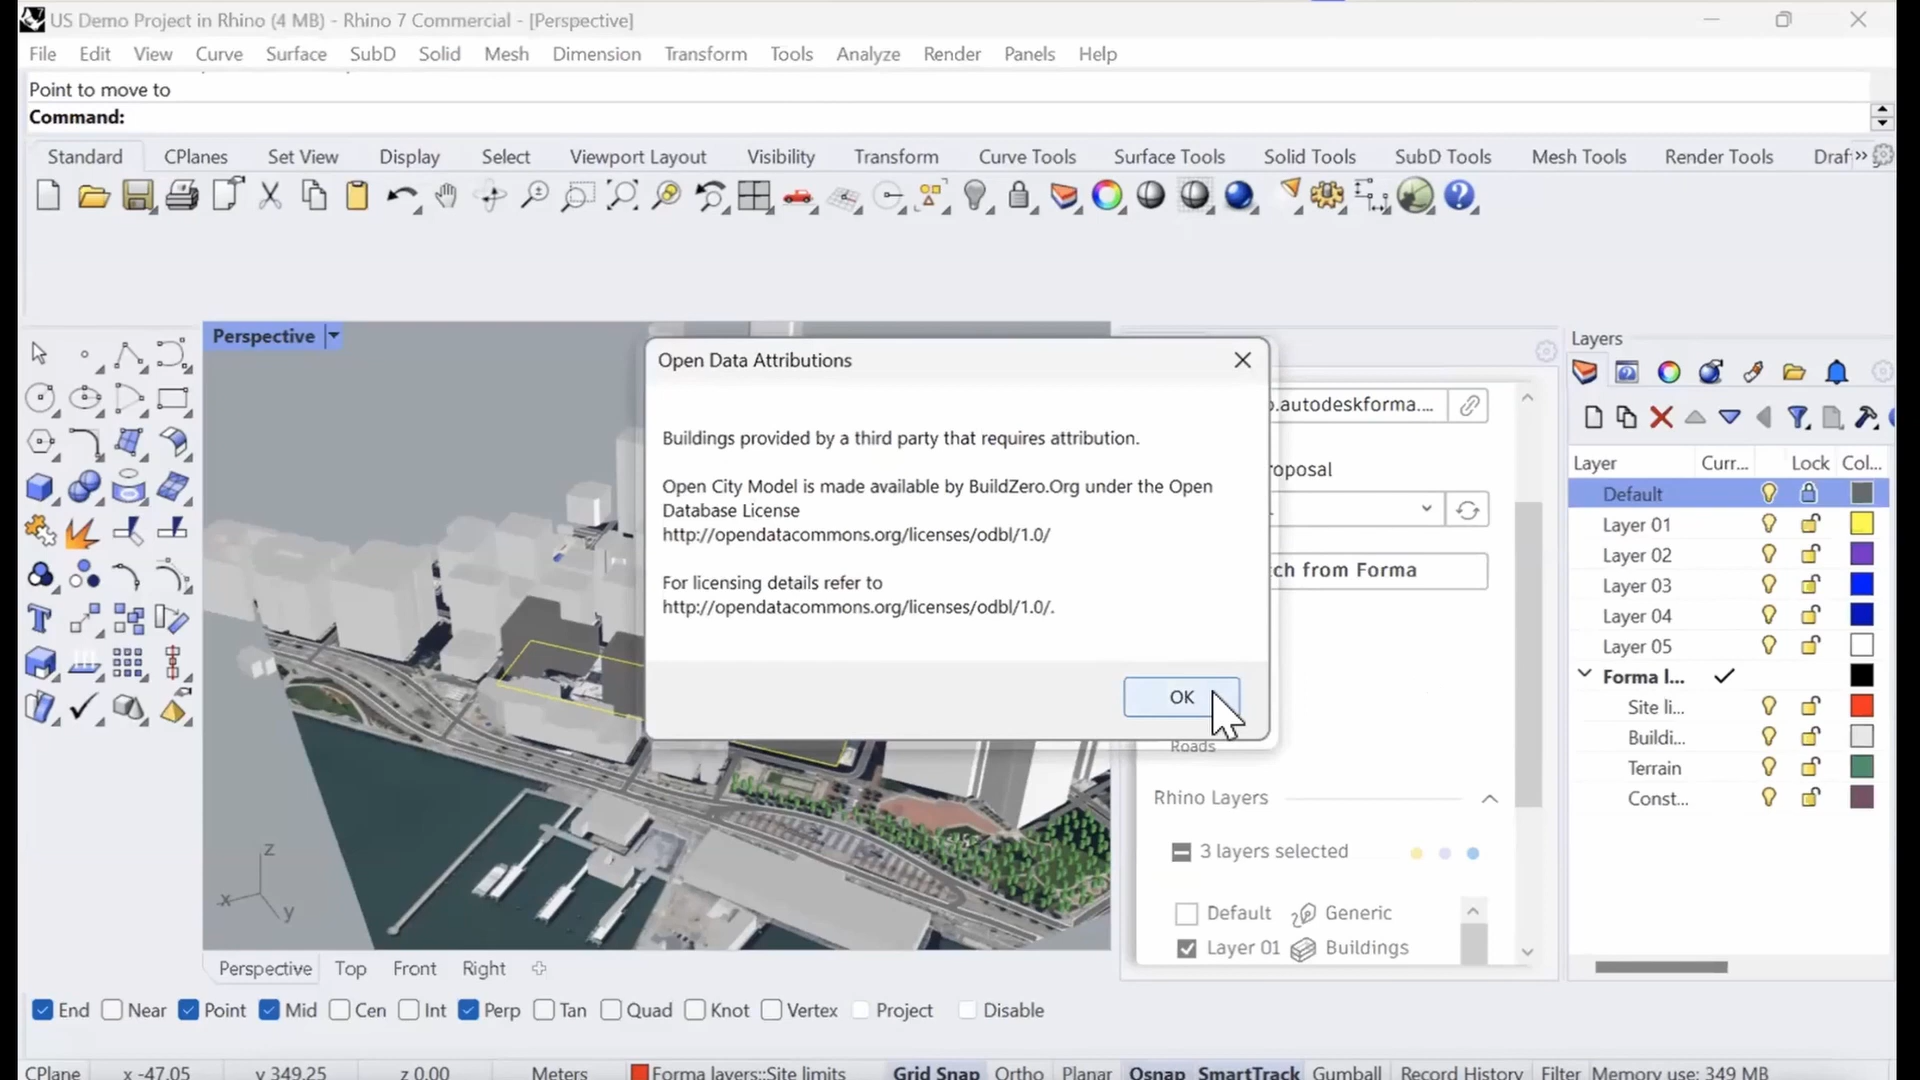 US Demo Project in Rhino (4 MB) - Rhino 7 Commercial - [Perspective]
File Edit View Curve Surface SubD Solid Mesh Dimension Transform Tools Analyze Render Panels Help
Point to move to
Command:
Standard CPlanes Set View Display Select Viewport Layout Visibility Transform Curve Tools Surface Tools Solid Tools SubD Tools Mesh Tools Render Tools Draf
Perspective
Open Data Attributions
Buildings provided by a third party that requires attribution.
Open City Model is made available by BuildZero.Org under the Open
Database License
http://opendatacommons.org/licenses/odbl/1.0/
For licensing details refer to
http://opendatacommons.org/licenses/odbl/1.0/.
OK
.autodeskforma....
roposal
ch from Forma
Roads
Rhino Layers
3 layers selected
Default Generic
Layer 01 Buildings
Layers
Layer Curr... Lock Col...
Default
Layer 01
Layer 02
Layer 03
Layer 04
Layer 05
Forma l...
Site li...
Buildi...
Terrain
Const...
z
x
y
Perspective Top Front Right
End Near Point Mid Cen Int Perp Tan Quad Knot Vertex Project Disable
CPlane x -47.05 y 349.25 z 0.00 Meters Forma layers::Site limits Grid Snap Ortho Planar Osnap SmartTrack Gumball Record History Filter Memory use: 349 MB